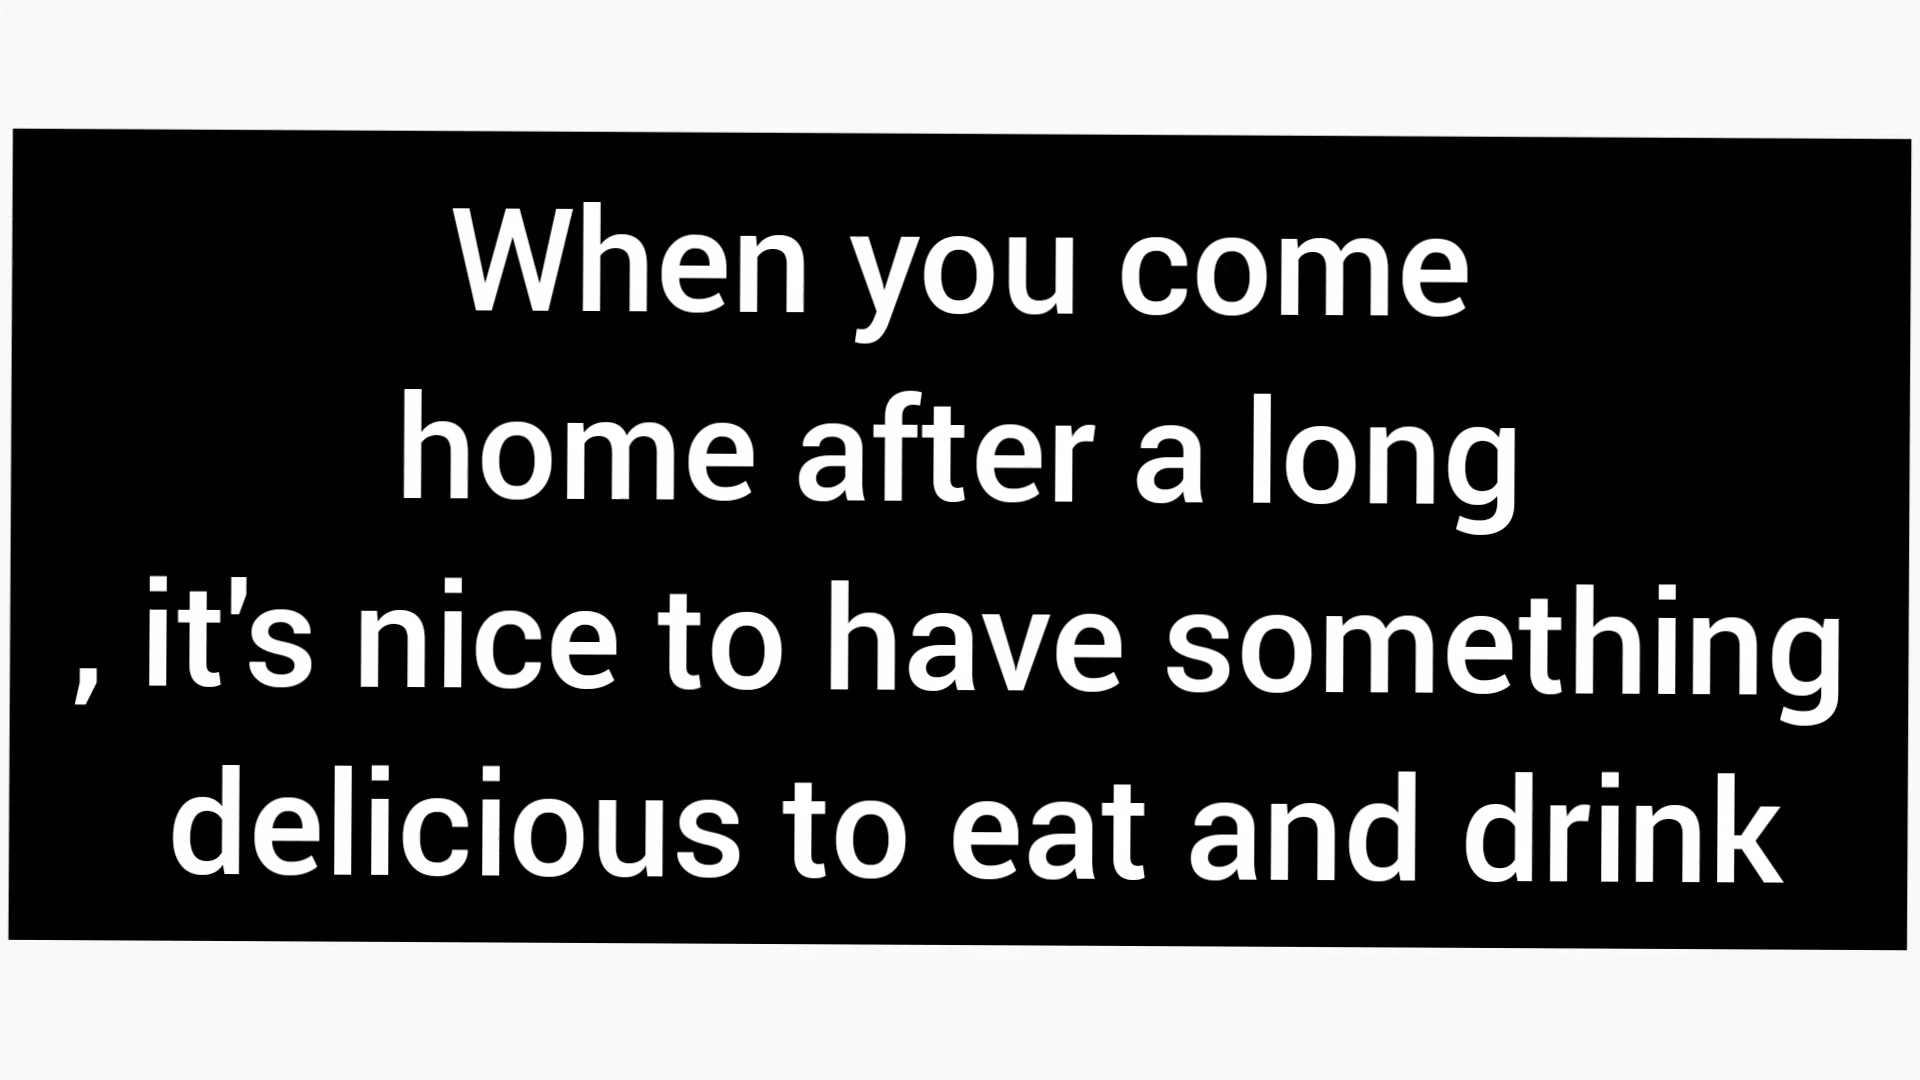 When you come
home after a long
, it's nice to have something
delicious to eat and drink